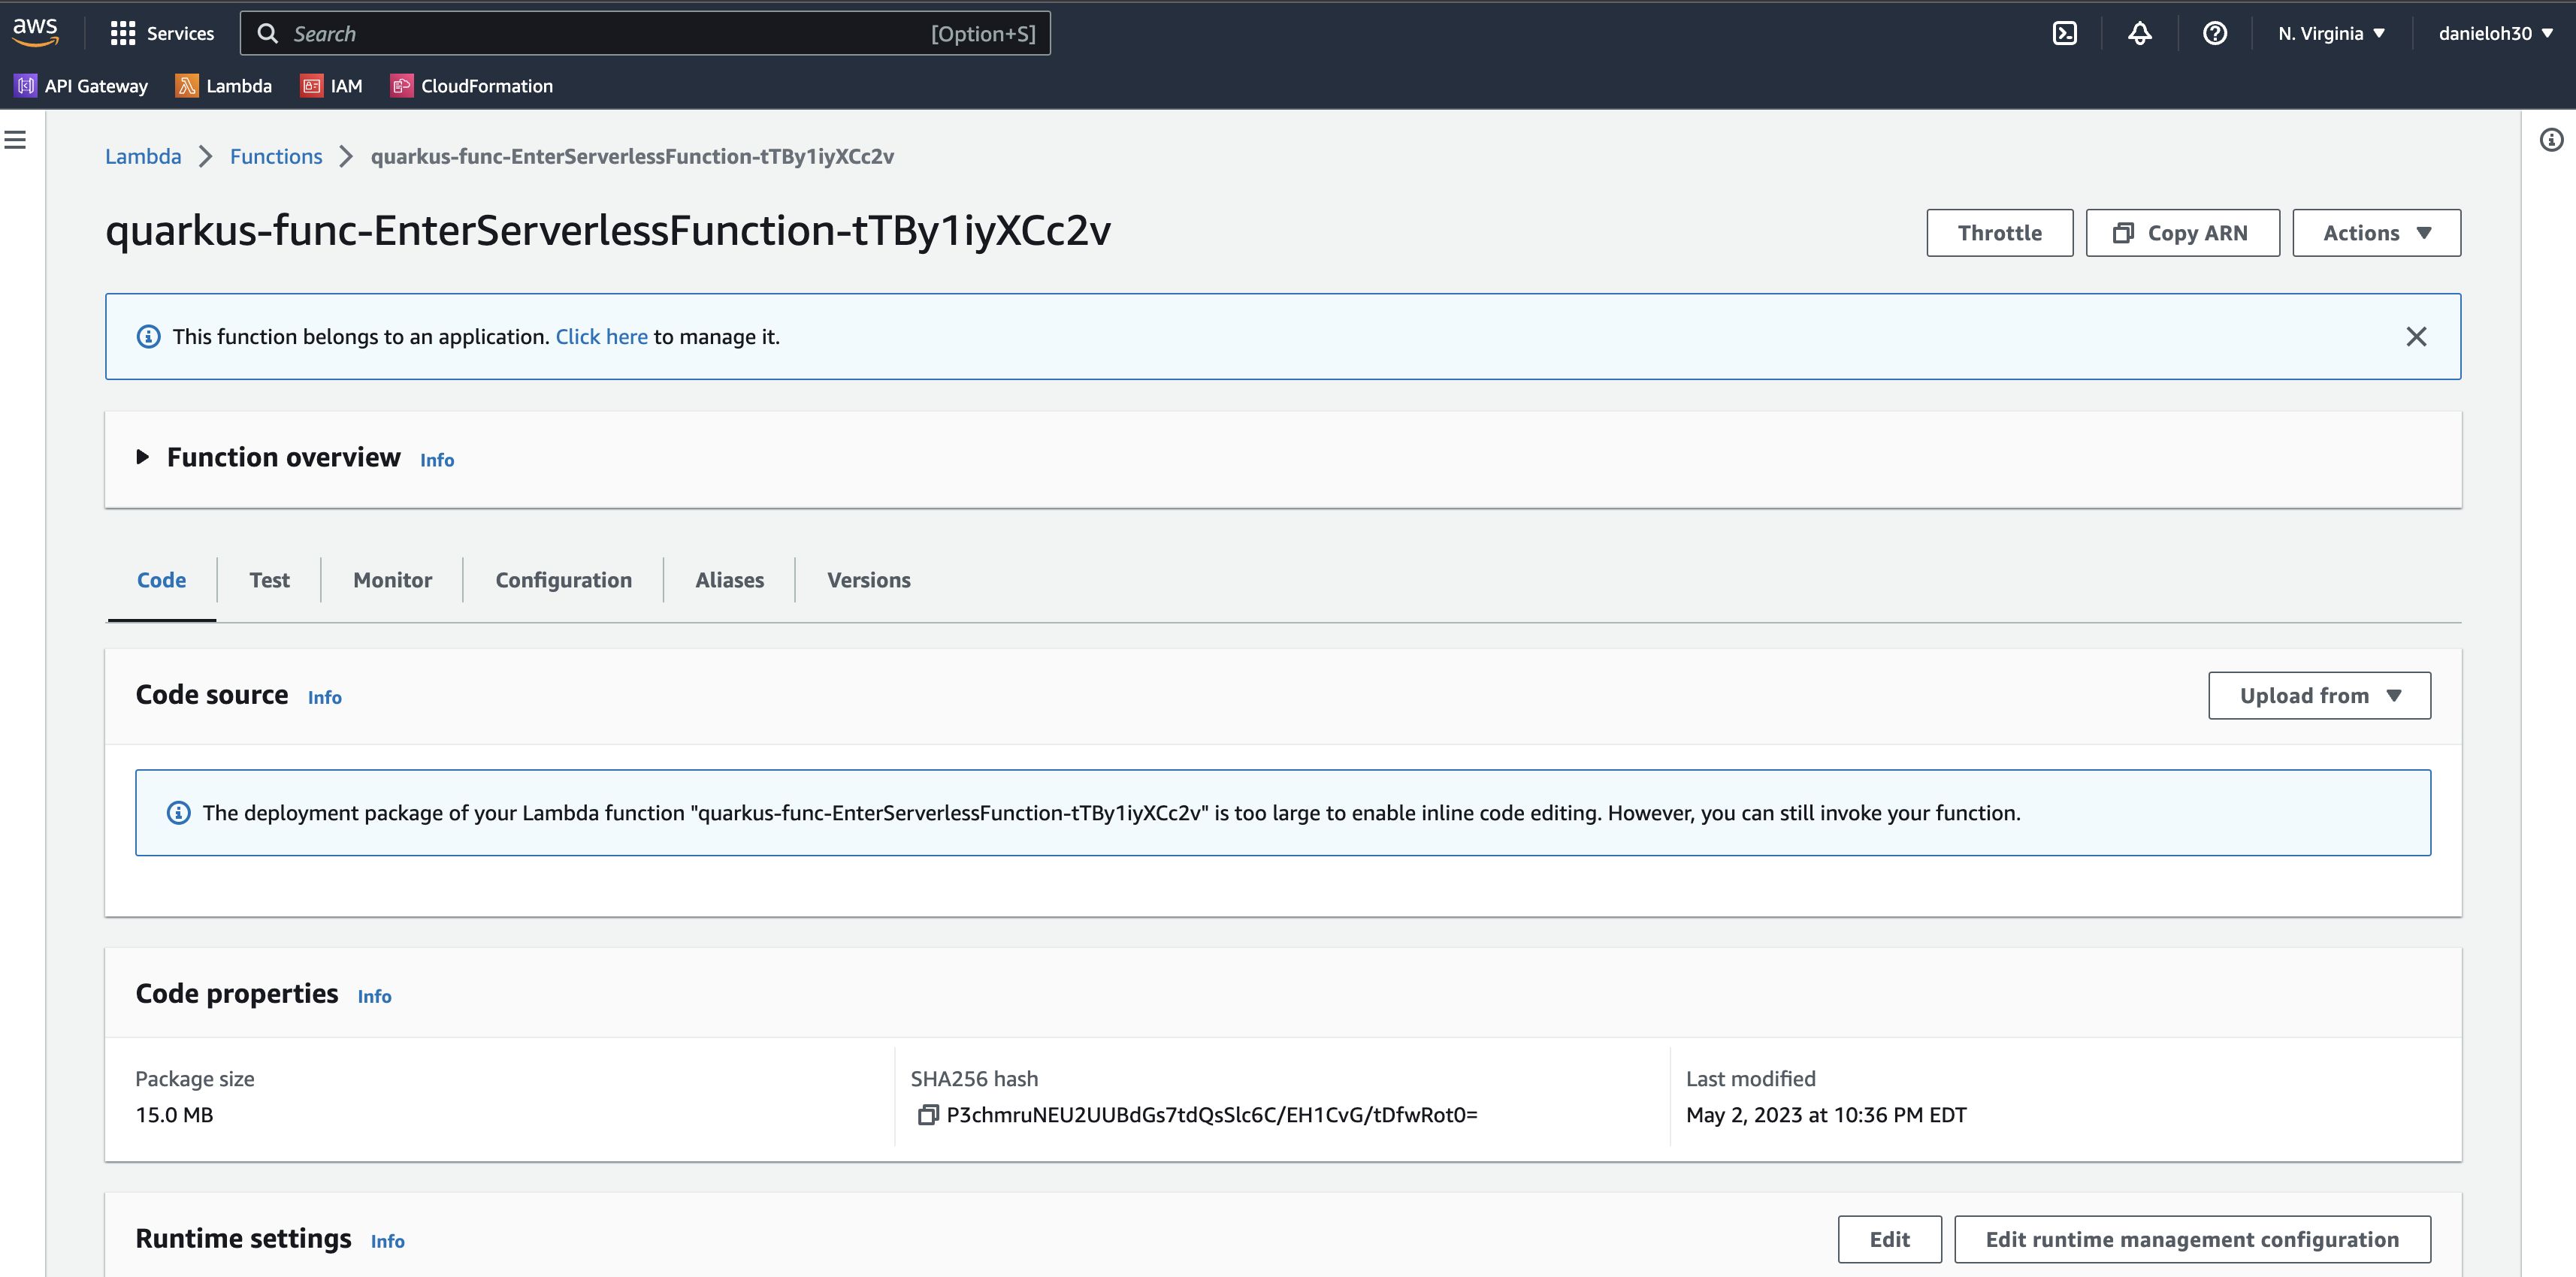 aws
Services
Search
[Option+S]
N. Virginia
danieloh30
API Gateway
Lambda
IAM
CloudFormation
Lambda
Functions
quarkus-func-EnterServerlessFunction-tTBy1iyXCc2v
quarkus-func-EnterServerlessFunction-tTBy1iyXCc2v
Throttle
Copy ARN
Actions
This function belongs to an application. Click here to manage it.
Function overview Info
Code
Test
Monitor
Configuration
Aliases
Versions
Code source Info
Upload from
The deployment package of your Lambda function "quarkus-func-EnterServerlessFunction-tTBy1iyXCc2v" is too large to enable inline code editing. However, you can still invoke your function.
Code properties Info
Package size
15.0 MB
SHA256 hash
P3chmruNEU2UUBdGs7tdQsSlc6C/EH1CvG/tDfwRot0=
Last modified
May 2, 2023 at 10:36 PM EDT
Runtime settings Info
Edit
Edit runtime management configuration